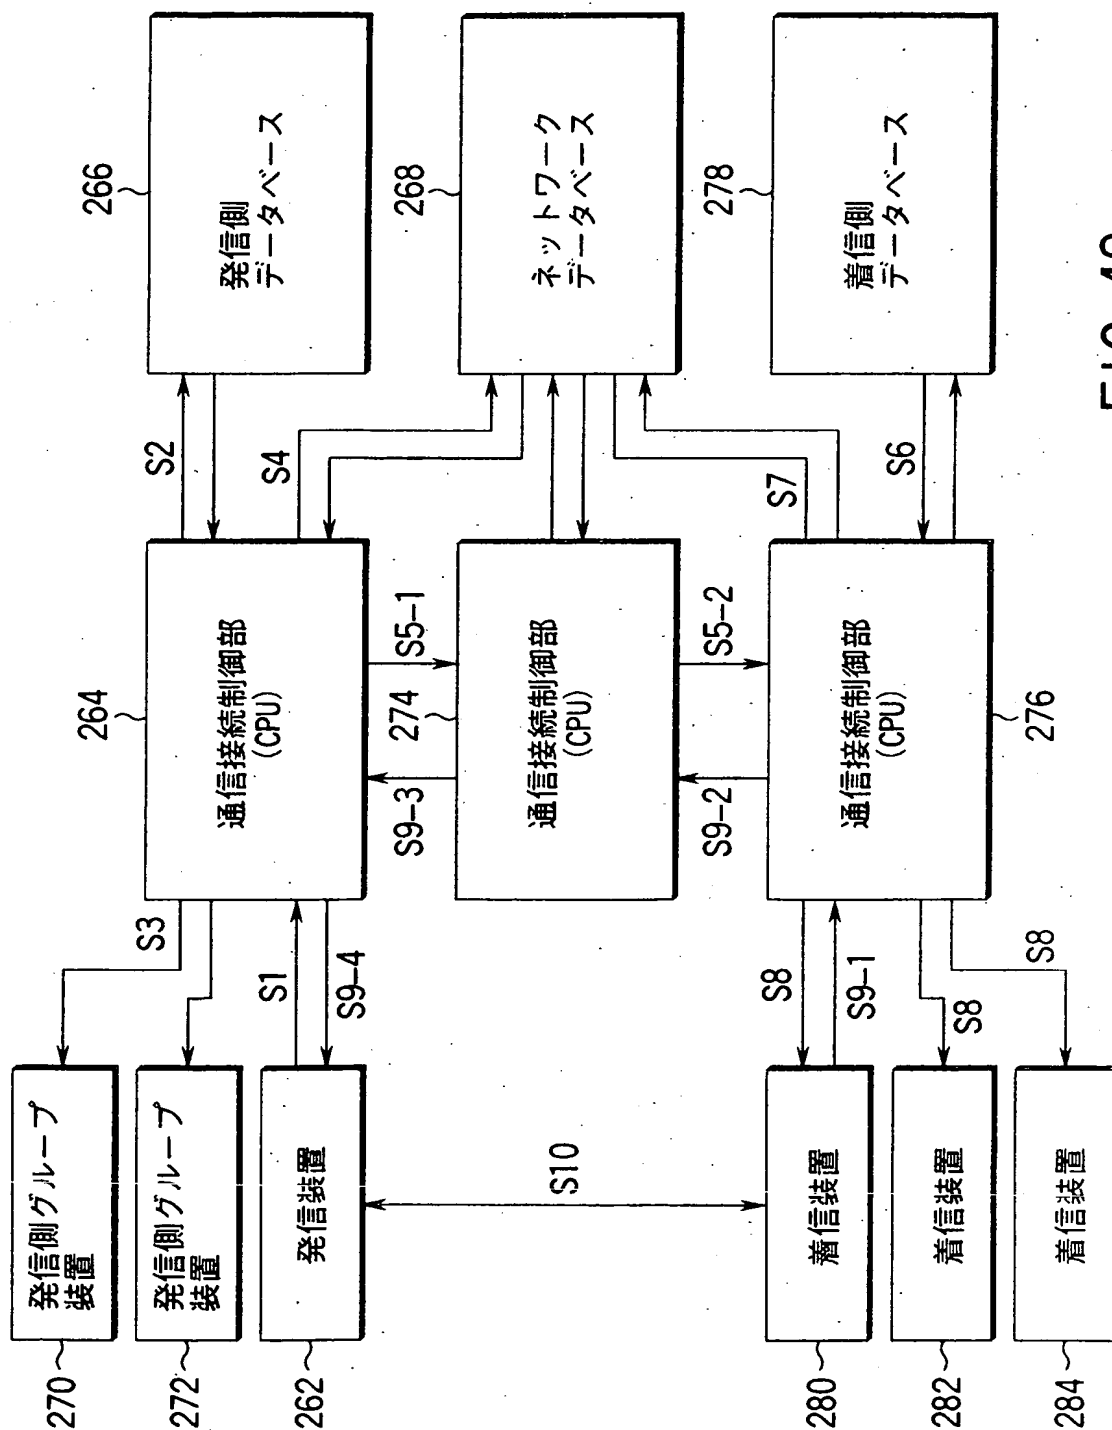 270
発信側グループ
装置
272
発信側グループ
装置
262
発信装置
S3
S1
S9-4
264
通信接続制御部
(CPU)
S2
S4
266
発信側
データベース
S9-3
S5-1
274
通信接続制御部
(CPU)
268
ネットワーク
データベース
S9-2
S5-2
S10
280
着信装置
282
着信装置
284
着信装置
S8
S9-1
S8
S8
通信接続制御部
(CPU)
276
S7
S6
278
着信側
データベース